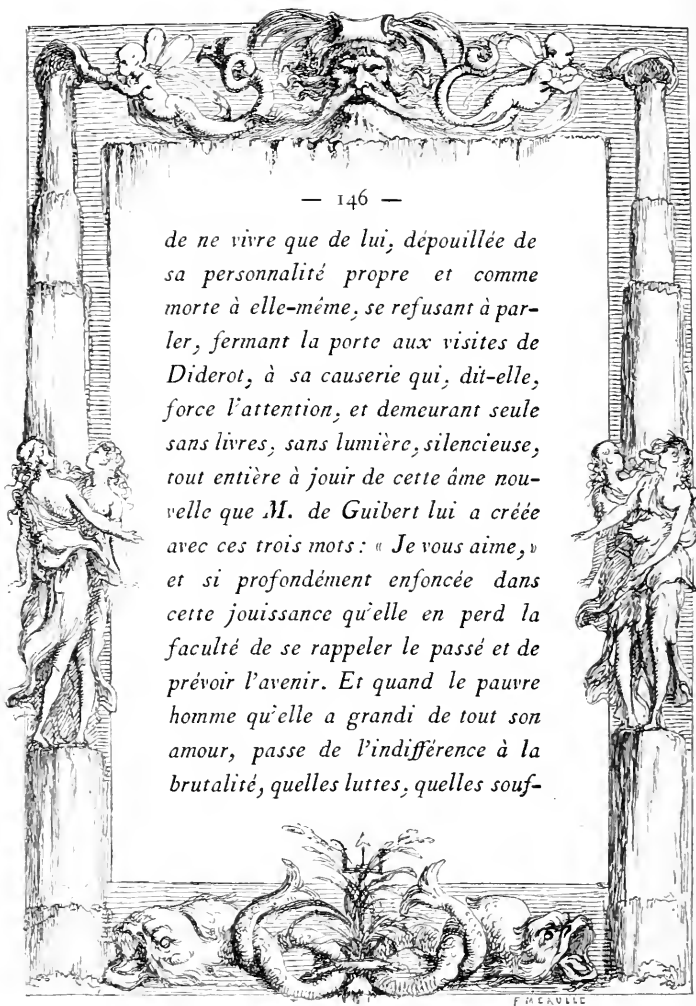 — 146 —
de ne vivre que de lui, dépouillée de
sa personnalité propre et comme
morte à elle-même, se refusant à par-
ler, fermant la porte aux visites de
Diderot, à sa causerie qui, dit-elle,
force l'attention, et demeurant seule
sans livres, sans lumière, silencieuse,
tout entière à jouir de cette âme nou-
velle que M. de Guibert lui a créée
avec ces trois mots : « Je vous aime, »
et si profondément enfoncée dans
cette jouissance qu'elle en perd la
faculté de se rappeler le passé et de
prévoir l'avenir. Et quand le pauvre
homme qu'elle a grandi de tout son
amour, passe de l'indifférence à la
brutalité, quelles luttes, quelles souf-